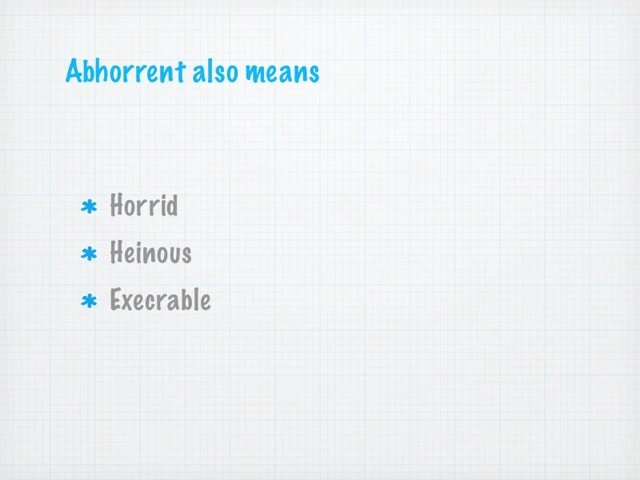 Abhorrent also means
* Horrid
* Heinous
* Execrable